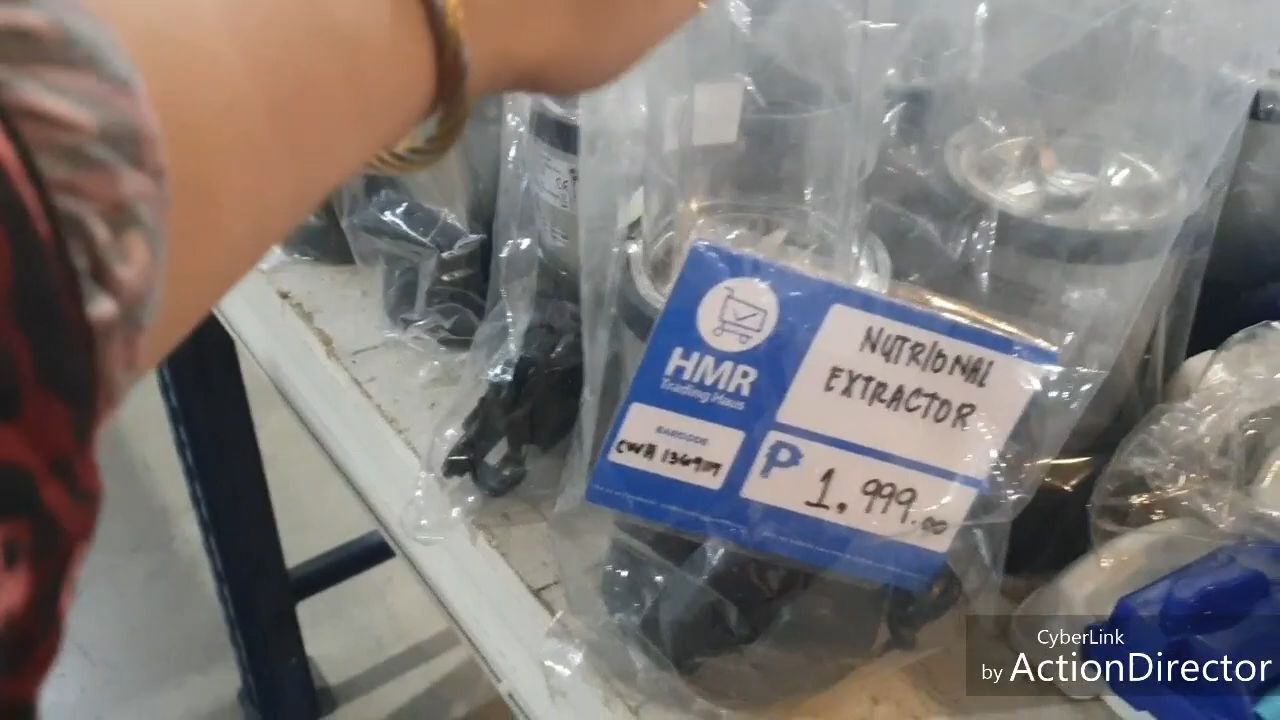 HMR
Trading Haus
NUTRIONAL
EXTRACTOR
BARCODE
P 1.999.00
CyberLink
by ActionDirector